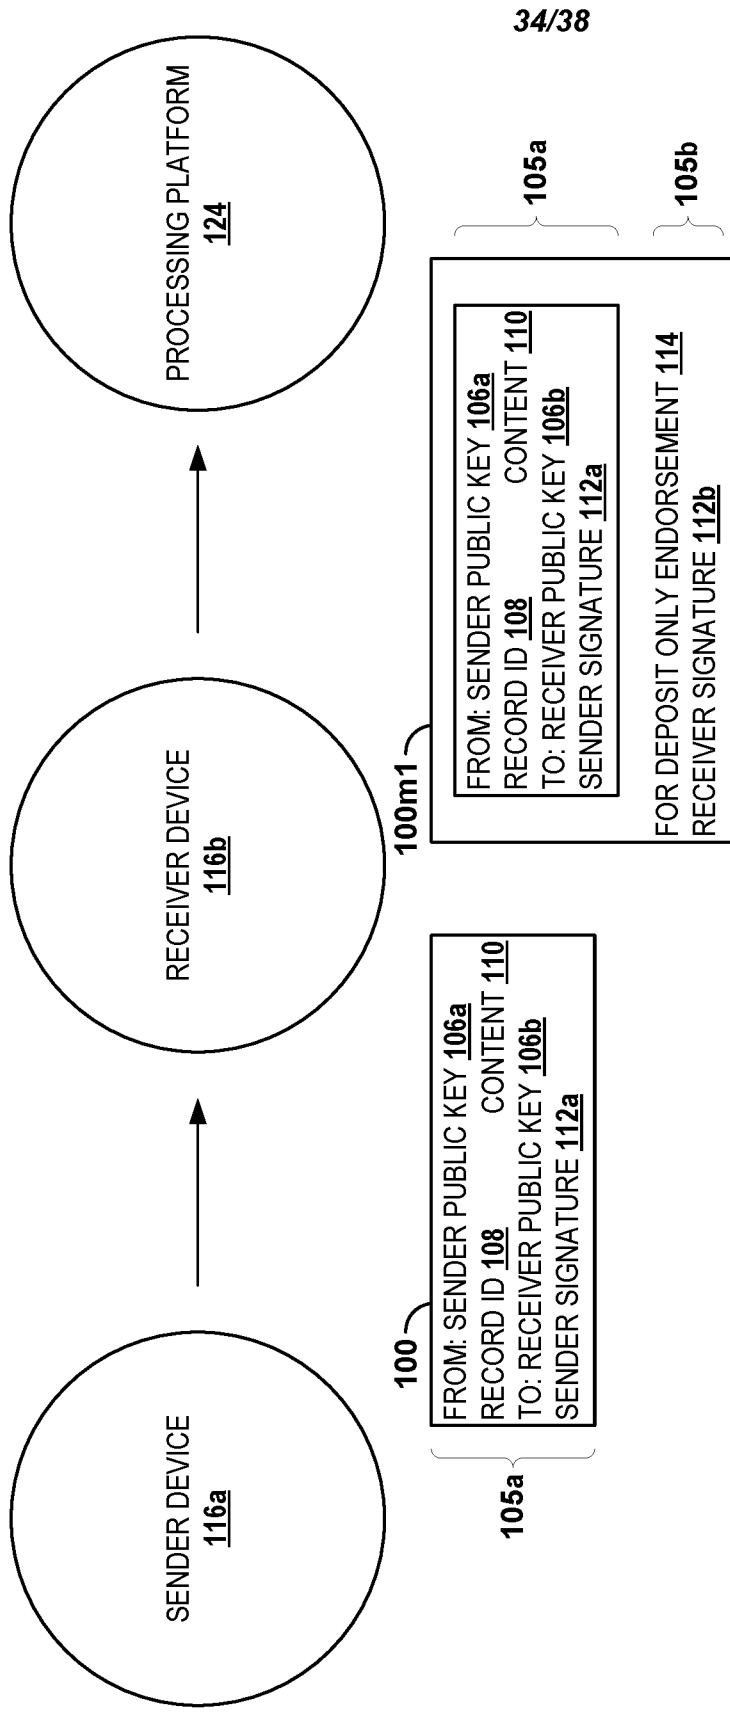 34/38
SENDER DEVICE
116a
RECEIVER DEVICE
116b
PROCESSING PLATFORM
124
100
105a
FROM: SENDER PUBLIC KEY 106a
RECORD ID 108 CONTENT 110
TO: RECEIVER PUBLIC KEY 106b
SENDER SIGNATURE 112a
100m1
FROM: SENDER PUBLIC KEY 106a
RECORD ID 108 CONTENT 110
TO: RECEIVER PUBLIC KEY 106b
SENDER SIGNATURE 112a
105a
FOR DEPOSIT ONLY ENDORSEMENT 114
RECEIVER SIGNATURE 112b
105b